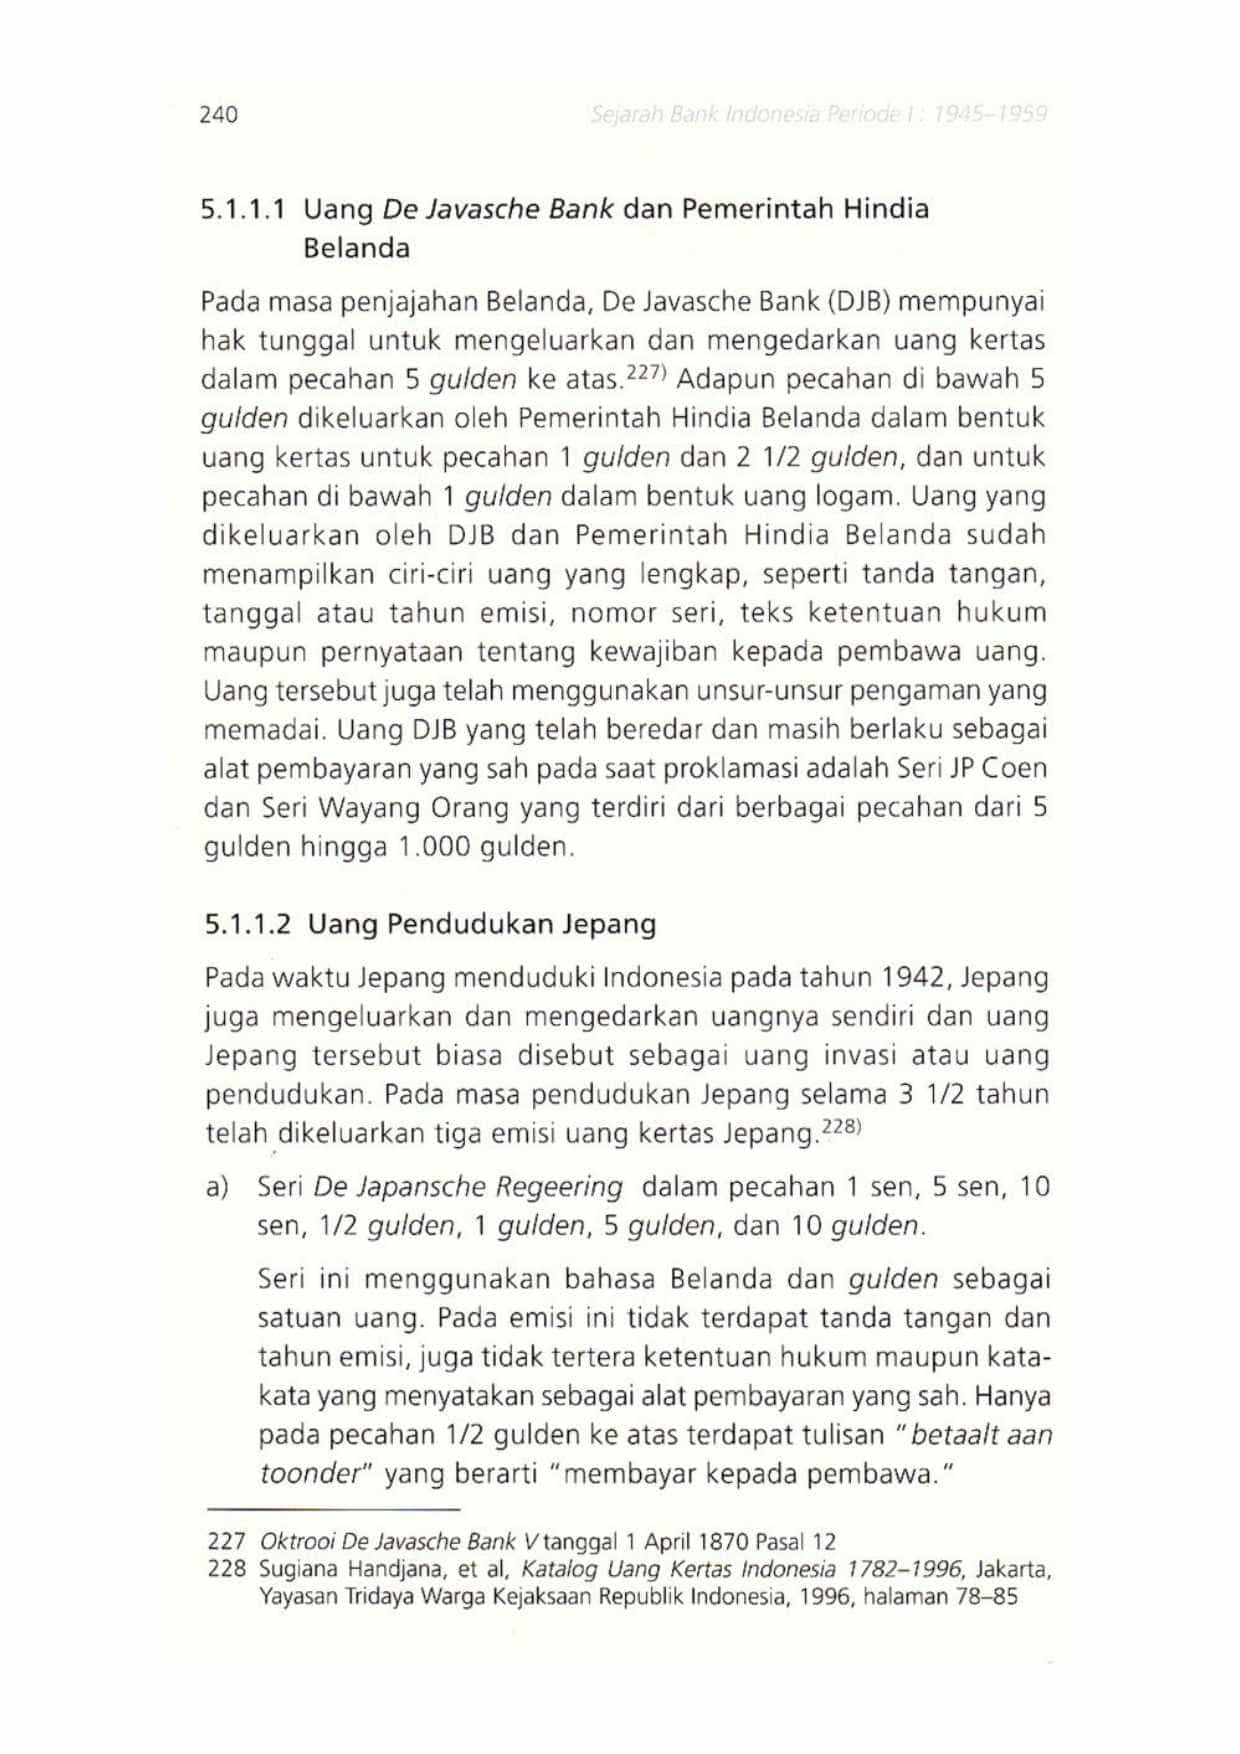 240
Sejarah Bank Indonesia Periode I : 1945–1959
5.1.1.1 Uang De Javasche Bank dan Pemerintah Hindia
Belanda
Pada masa penjajahan Belanda, De Javasche Bank (DJB) mempunyai
hak tunggal untuk mengeluarkan dan mengedarkan uang kertas
dalam pecahan 5 gulden ke atas.227) Adapun pecahan di bawah 5
gulden dikeluarkan oleh Pemerintah Hindia Belanda dalam bentuk
uang kertas untuk pecahan 1 gulden dan 2 1/2 gulden, dan untuk
pecahan di bawah 1 gulden dalam bentuk uang logam. Uang yang
dikeluarkan oleh DJB dan Pemerintah Hindia Belanda sudah
menampilkan ciri-ciri uang yang lengkap, seperti tanda tangan,
tanggal atau tahun emisi, nomor seri, teks ketentuan hukum
maupun pernyataan tentang kewajiban kepada pembawa uang.
Uang tersebut juga telah menggunakan unsur-unsur pengaman yang
memadai. Uang DJB yang telah beredar dan masih berlaku sebagai
alat pembayaran yang sah pada saat proklamasi adalah Seri JP Coen
dan Seri Wayang Orang yang terdiri dari berbagai pecahan dari 5
gulden hingga 1.000 gulden.
5.1.1.2 Uang Pendudukan Jepang
Pada waktu Jepang menduduki Indonesia pada tahun 1942, Jepang
juga mengeluarkan dan mengedarkan uangnya sendiri dan uang
Jepang tersebut biasa disebut sebagai uang invasi atau uang
pendudukan. Pada masa pendudukan Jepang selama 3 1/2 tahun
telah dikeluarkan tiga emisi uang kertas Jepang.228)
a) Seri De Japansche Regeering dalam pecahan 1 sen, 5 sen, 10
sen, 1/2 gulden, 1 gulden, 5 gulden, dan 10 gulden.
Seri ini menggunakan bahasa Belanda dan gulden sebagai
satuan uang. Pada emisi ini tidak terdapat tanda tangan dan
tahun emisi, juga tidak tertera ketentuan hukum maupun kata-
kata yang menyatakan sebagai alat pembayaran yang sah. Hanya
pada pecahan 1/2 gulden ke atas terdapat tulisan "betaalt aan
toonder" yang berarti "membayar kepada pembawa."
227 Oktrooi De Javasche Bank V tanggal 1 April 1870 Pasal 12
228 Sugiana Handjana, et al, Katalog Uang Kertas Indonesia 1782–1996, Jakarta,
Yayasan Tridaya Warga Kejaksaan Republik Indonesia, 1996, halaman 78–85